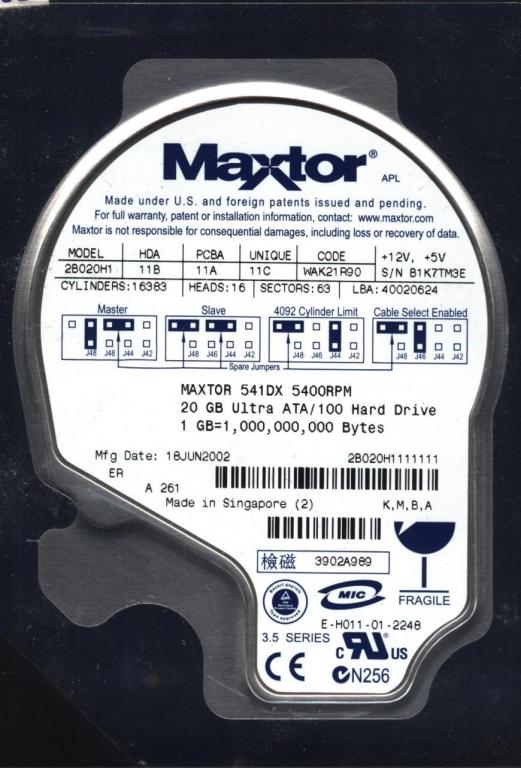 Maxtor® APL
Made under U.S. and foreign patents issued and pending.
For full warranty, patent or installation information, contact: www.maxtor.com
Maxtor is not responsible for consequential damages, including loss or recovery of data.
MODEL HDA PCBA UNIQUE CODE +12V, +5V
2B020H1 11B 11A 11C WAK21R90 S/N B1K7TM3E
CYLINDERS:16383 HEADS:16 SECTORS:63 LBA:40020624
Master Slave 4092 Cylinder Limit Cable Select Enabled
J48 J46 J44 J42 J48 J46 J44 J42 J48 J46 J44 J42 J48 J46 J44 J42
Spare Jumpers
MAXTOR 541DX 5400RPM
20 GB Ultra ATA/100 Hard Drive
1 GB=1,000,000,000 Bytes
Mfg Date: 18JUN2002 2B020H1111111
ER
A 261
Made in Singapore (2) K,M,B,A
檢磁 3902A989
MIC
FRAGILE
E-H011-01-2248
3.5 SERIES
c RU US
CE
N256